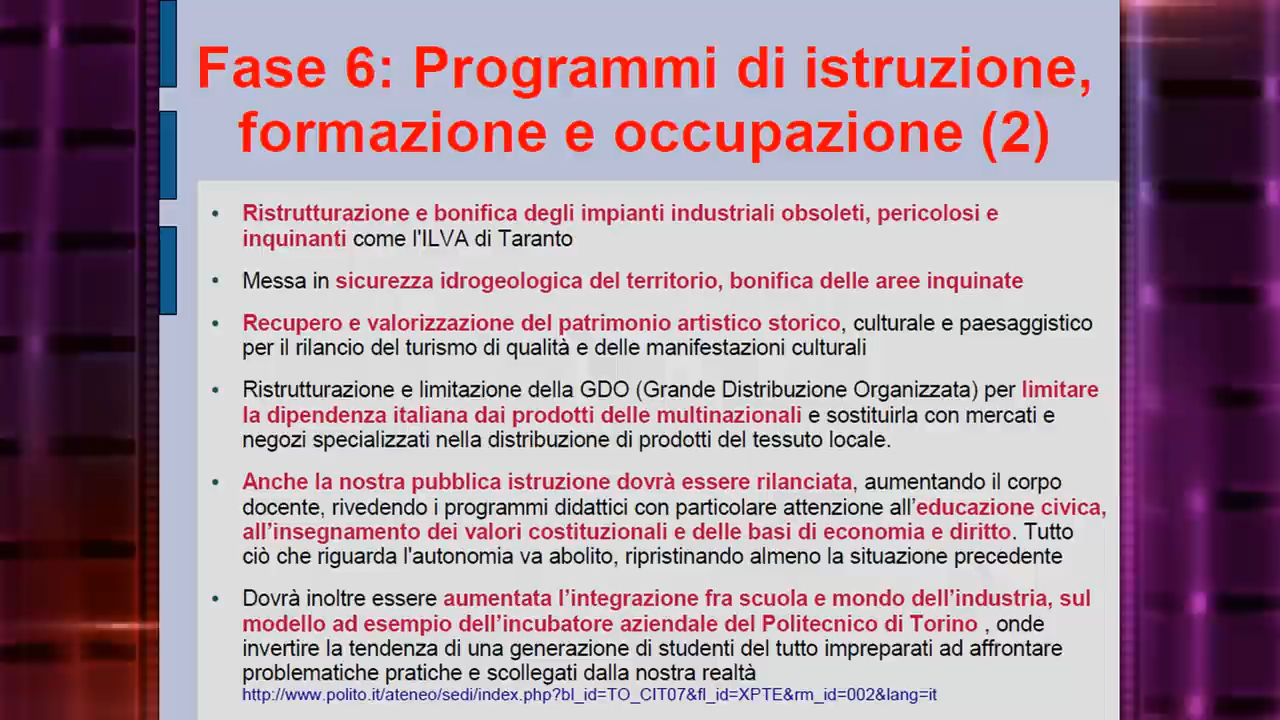 Fase 6: Programmi di istruzione,
formazione e occupazione (2)
• Ristrutturazione e bonifica degli impianti industriali obsoleti, pericolosi e
inquinanti come l'ILVA di Taranto
• Messa in sicurezza idrogeologica del territorio, bonifica delle aree inquinate
• Recupero e valorizzazione del patrimonio artistico storico, culturale e paesaggistico
per il rilancio del turismo di qualità e delle manifestazioni culturali
• Ristrutturazione e limitazione della GDO (Grande Distribuzione Organizzata) per limitare
la dipendenza italiana dai prodotti delle multinazionali e sostituirla con mercati e
negozi specializzati nella distribuzione di prodotti del tessuto locale.
• Anche la nostra pubblica istruzione dovrà essere rilanciata, aumentando il corpo
docente, rivedendo i programmi didattici con particolare attenzione all’educazione civica,
all’insegnamento dei valori costituzionali e delle basi di economia e diritto. Tutto
ciò che riguarda l'autonomia va abolito, ripristinando almeno la situazione precedente
• Dovrà inoltre essere aumentata l’integrazione fra scuola e mondo dell’industria, sul
modello ad esempio dell’incubatore aziendale del Politecnico di Torino , onde
invertire la tendenza di una generazione di studenti del tutto impreparati ad affrontare
problematiche pratiche e scollegati dalla nostra realtà
http://www.polito.it/ateneo/sedi/index.php?bl_id=TO_CIT07&fl_id=XPTE&rm_id=002&lang=it